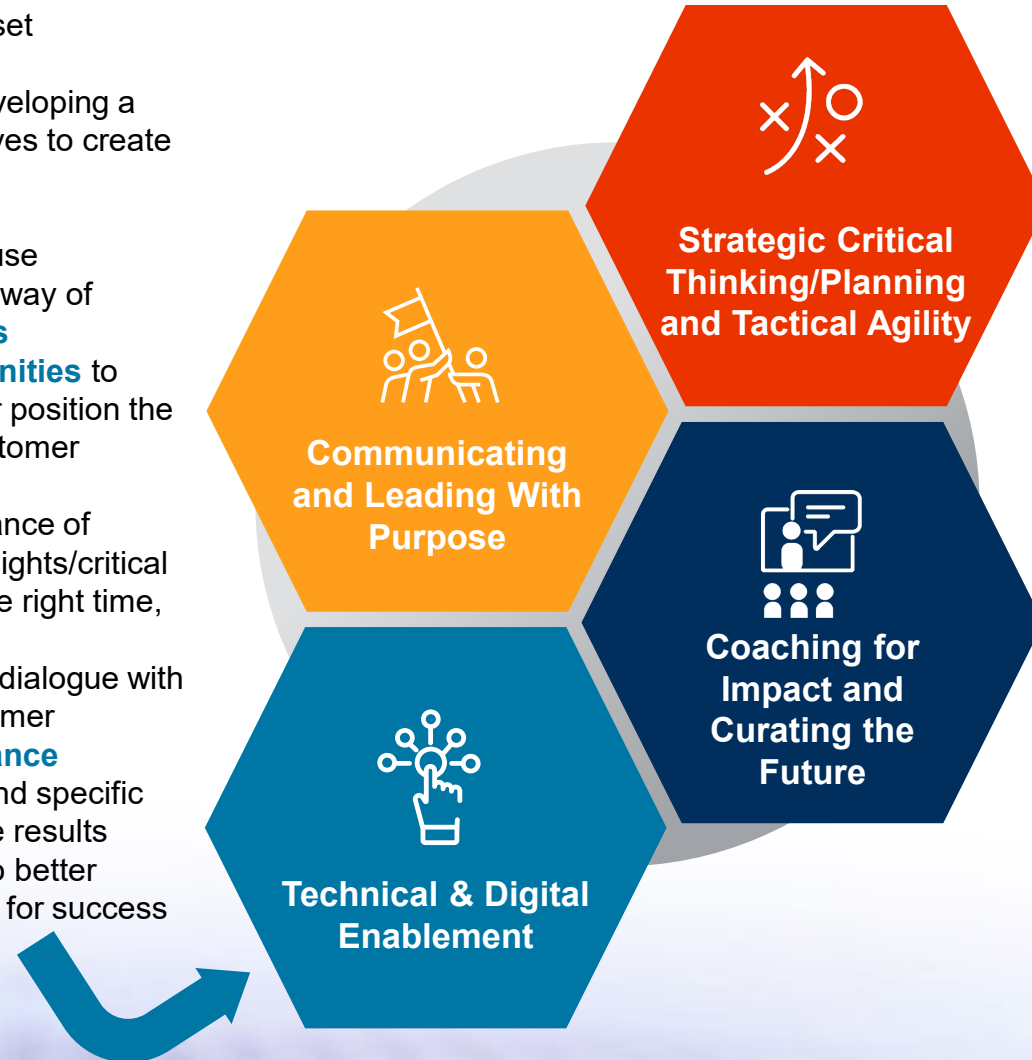 set
veloping a
ves to create
use
way of
s
nities to
r position the
stomer
ance of
ights/critical
e right time,
dialogue with
mer
ance
nd specific
e results
o better
for success
Strategic Critical
Thinking/Planning
and Tactical Agility
Communicating
and Leading With
Purpose
Coaching for
Impact and
Curating the
Future
Technical & Digital
Enablement